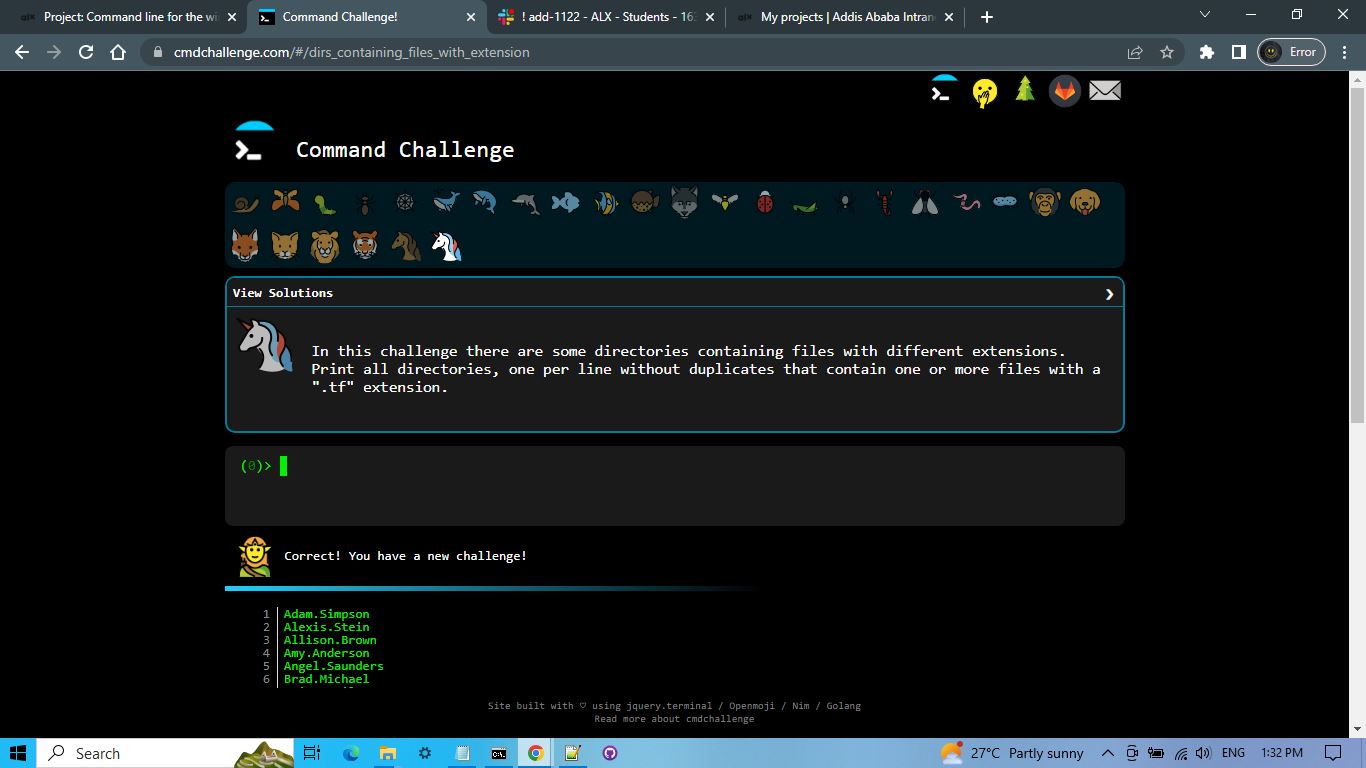 Project: Command line for the wi
Command Challenge!
! add-1122 - ALX - Students - 163
My projects | Addis Ababa Intran
cmdchallenge.com/#/dirs_containing_files_with_extension
Error
Command Challenge
View Solutions
In this challenge there are some directories containing files with different extensions.
Print all directories, one per line without duplicates that contain one or more files with a
".tf" extension.
(0)>
Correct! You have a new challenge!
1 Adam.Simpson
2 Alexis.Stein
3 Allison.Brown
4 Amy.Anderson
5 Angel.Saunders
6 Brad.Michael
Site built with ♡ using jquery.terminal / Openmoji / Nim / Golang
Read more about cmdchallenge
Search
27°C Partly sunny
ENG
1:32 PM